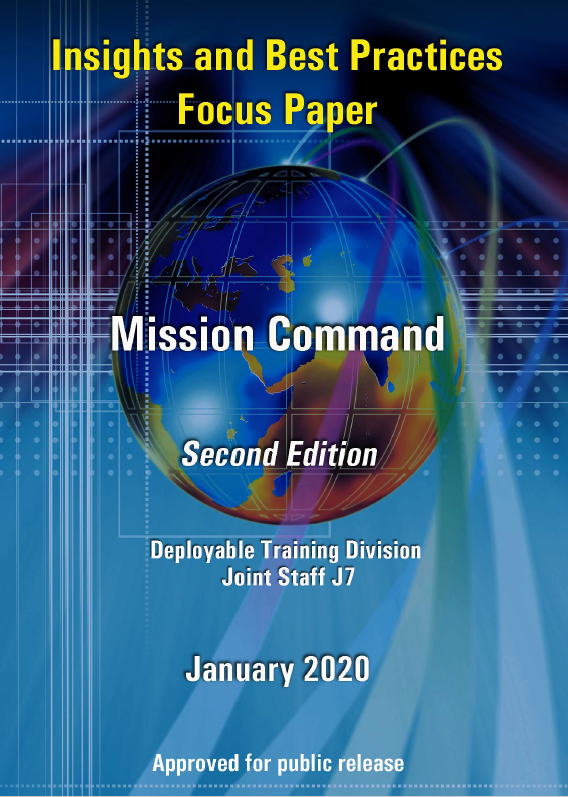 Insights and Best Practices
Focus Paper
Mission Command
Second Edition
Deployable Training Division
Joint Staff J7
January 2020
Approved for public release